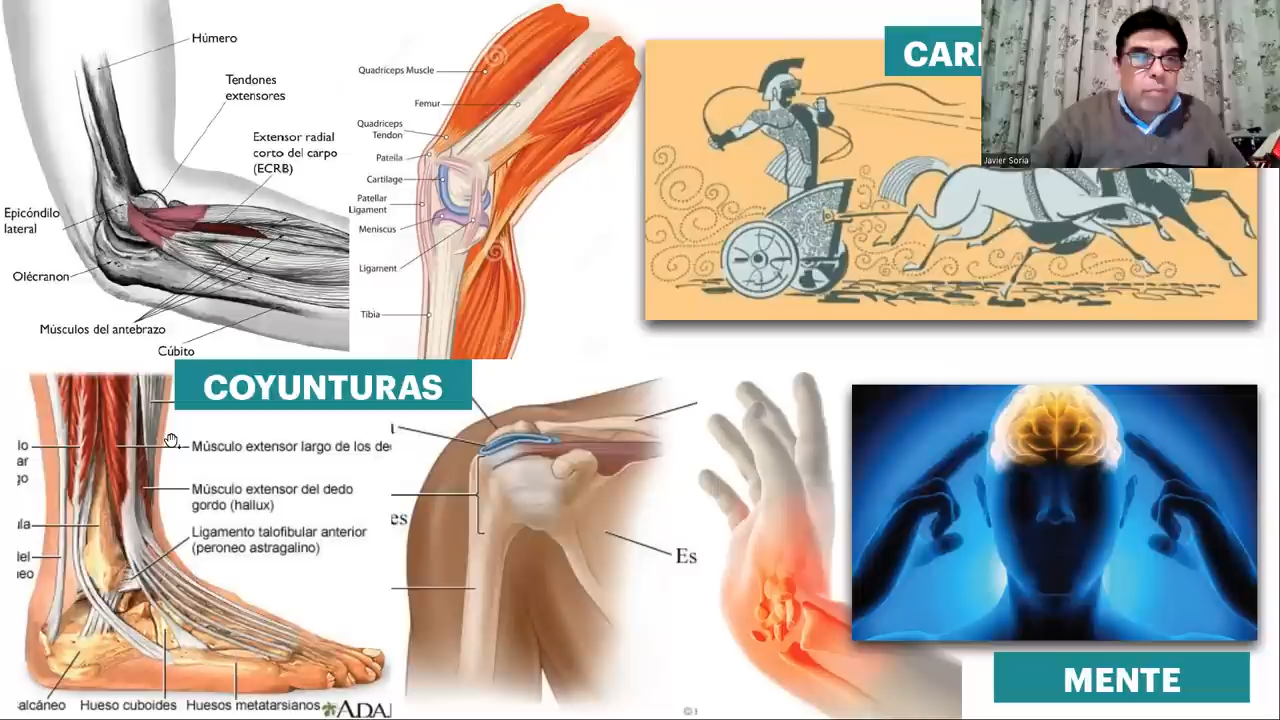 Húmero
Tendones
extensores
Extensor radial
corto del carpo
(ECRB)
Epicóndilo
lateral
Olécranon
Músculos del antebrazo
Cúbito
Quadriceps Muscle
Femur
Quadriceps
Tendon
Patella
Cartilage
Patellar
Ligament
Meniscus
Ligament
Tibia
CAR
Javier Soria
COYUNTURAS
Músculo extensor largo de los de
Músculo extensor del dedo
gordo (hallux)
Ligamento talofibular anterior
(peroneo astragalino)
alcáneo
Hueso cuboides
Huesos metatarsianos
ADA
es
Es
MENTE